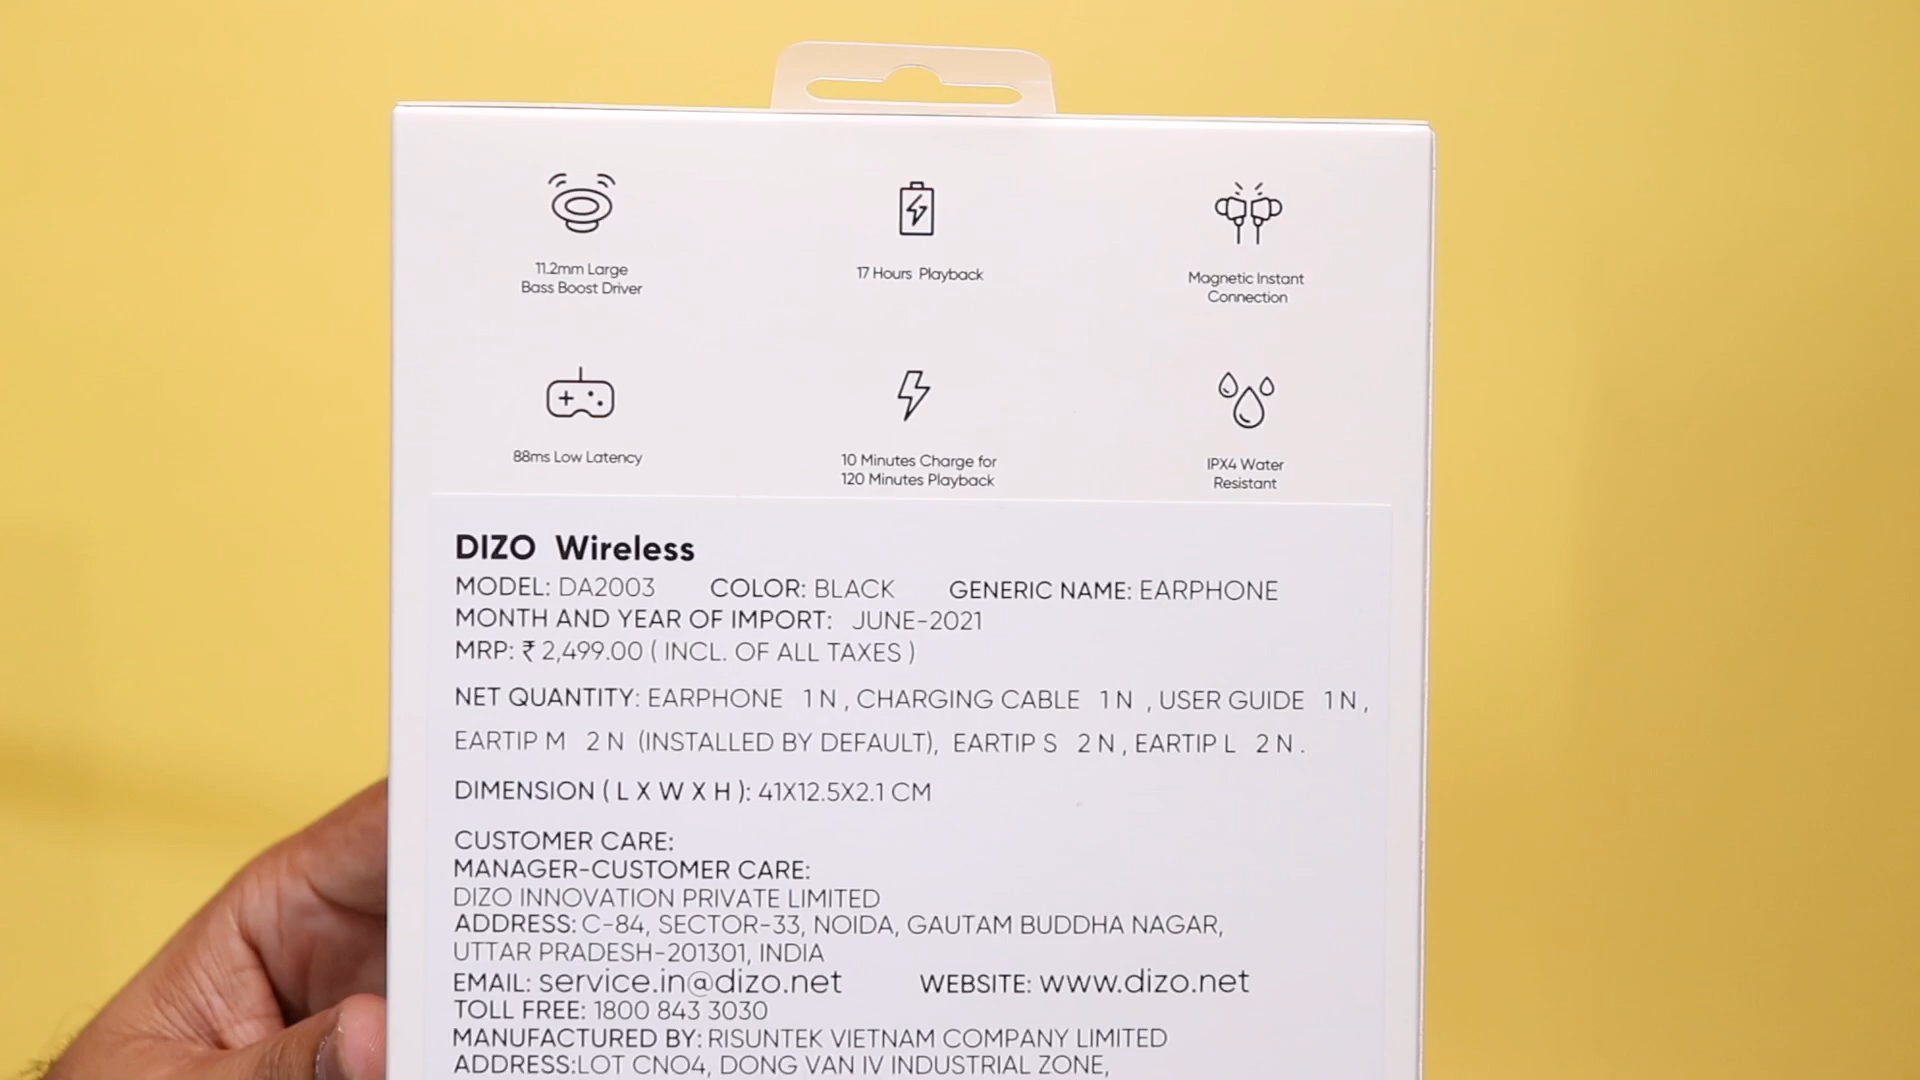 11.2mm Large
Bass Boost Driver
17 Hours Playback
Magnetic Instant
Connection
88ms Low Latency
10 Minutes Charge for
120 Minutes Playback
IPX4 Water
Resistant
DIZO Wireless
MODEL: DA2003 COLOR: BLACK GENERIC NAME: EARPHONE
MONTH AND YEAR OF IMPORT: JUNE-2021
MRP: ₹ 2,499.00 ( INCL. OF ALL TAXES )
NET QUANTITY: EARPHONE 1 N , CHARGING CABLE 1 N , USER GUIDE 1 N ,
EARTIP M 2 N (INSTALLED BY DEFAULT), EARTIP S 2 N , EARTIP L 2 N .
DIMENSION ( L X W X H ): 41X12.5X2.1 CM
CUSTOMER CARE:
MANAGER-CUSTOMER CARE:
DIZO INNOVATION PRIVATE LIMITED
ADDRESS: C-84, SECTOR-33, NOIDA, GAUTAM BUDDHA NAGAR,
UTTAR PRADESH-201301, INDIA
EMAIL: service.in@dizo.net WEBSITE: www.dizo.net
TOLL FREE: 1800 843 3030
MANUFACTURED BY: RISUNTEK VIETNAM COMPANY LIMITED
ADDRESS:LOT CNO4, DONG VAN IV INDUSTRIAL ZONE,